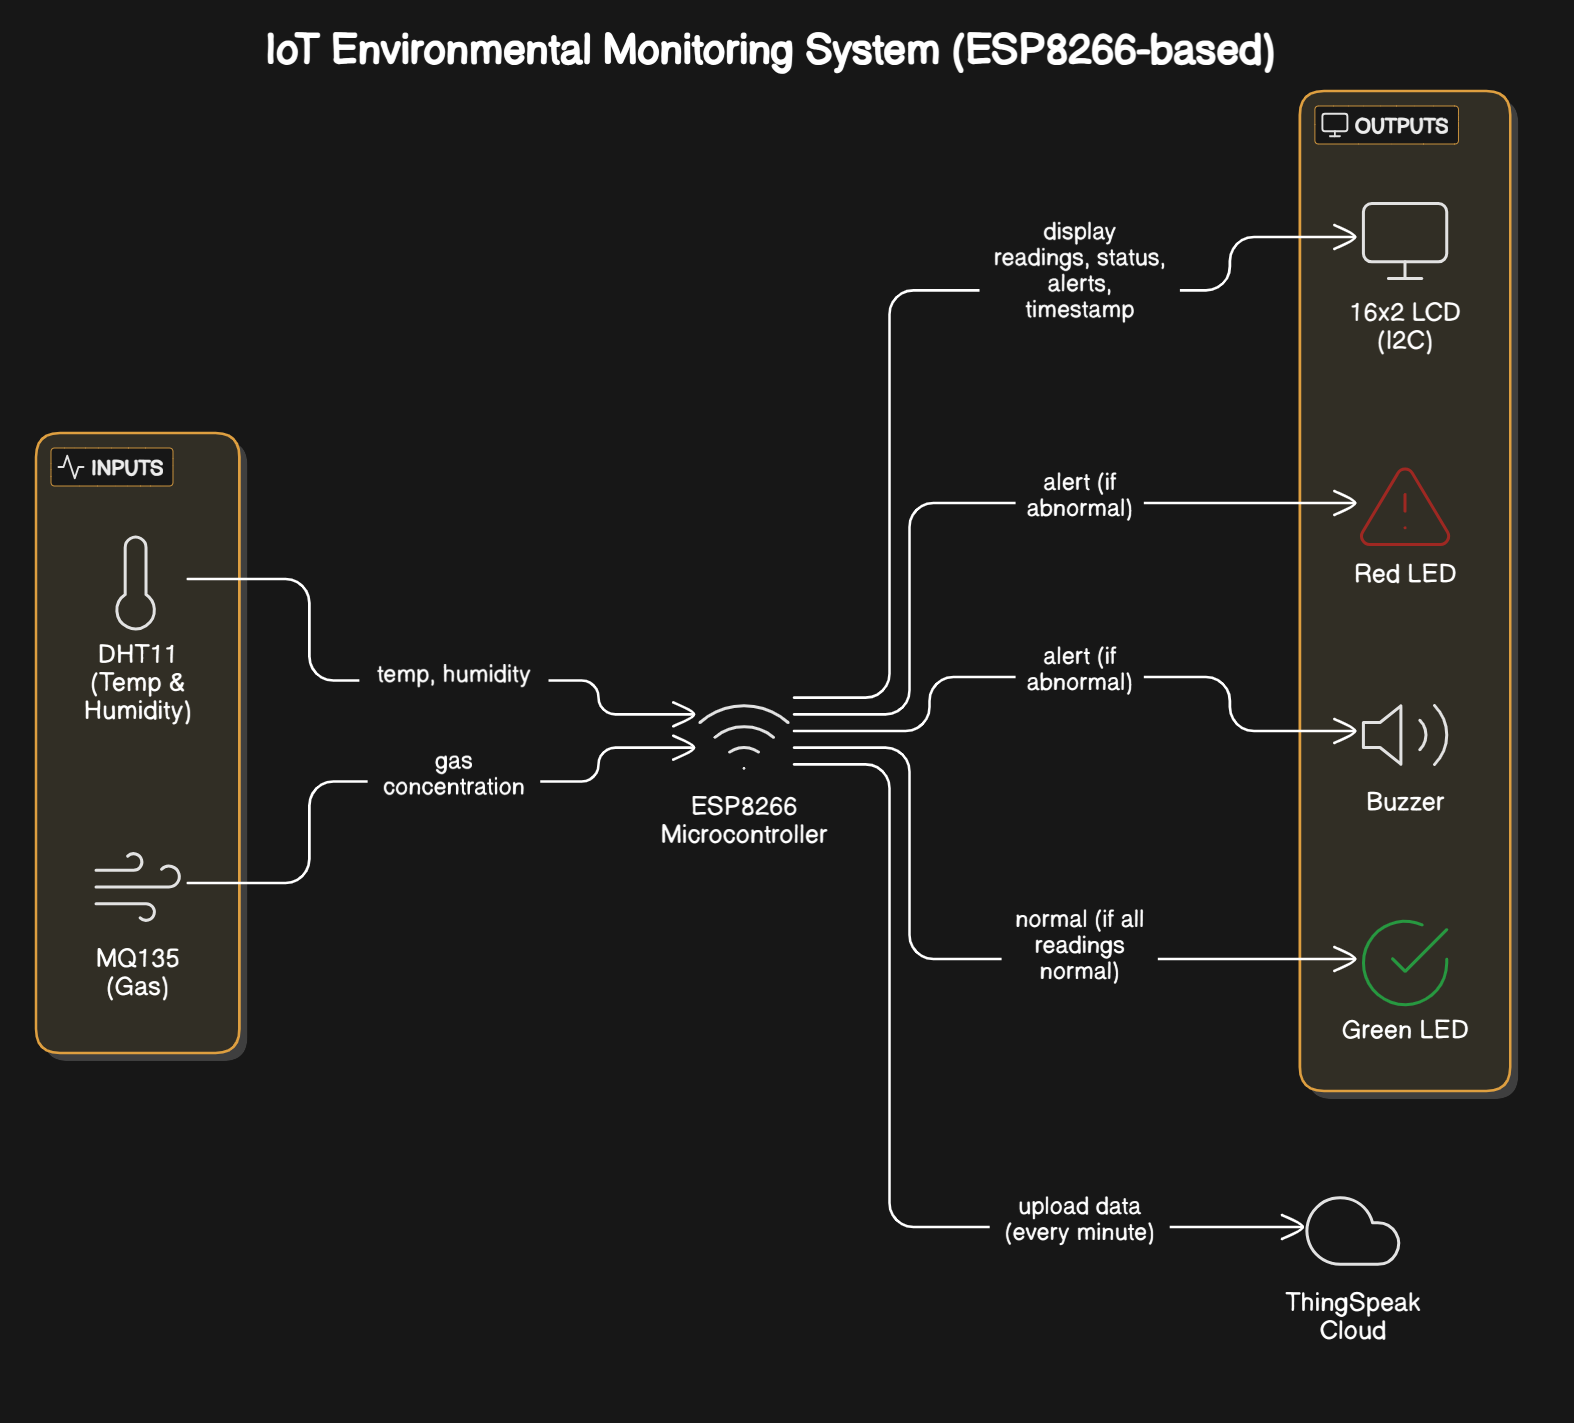 IoT Environmental Monitoring System (ESP8266-based)
OUTPUTS
display
readings, status,
alerts,
timestamp
16x2 LCD
(I2C)
INPUTS
alert (if
abnormal)
Red LED
DHT11
(Temp &
Humidity)
temp, humidity
alert (if
abnormal)
gas
concentration
ESP8266
Microcontroller
Buzzer
MQ135
(Gas)
normal (if all
readings
normal)
Green LED
upload data
(every minute)
ThingSpeak
Cloud